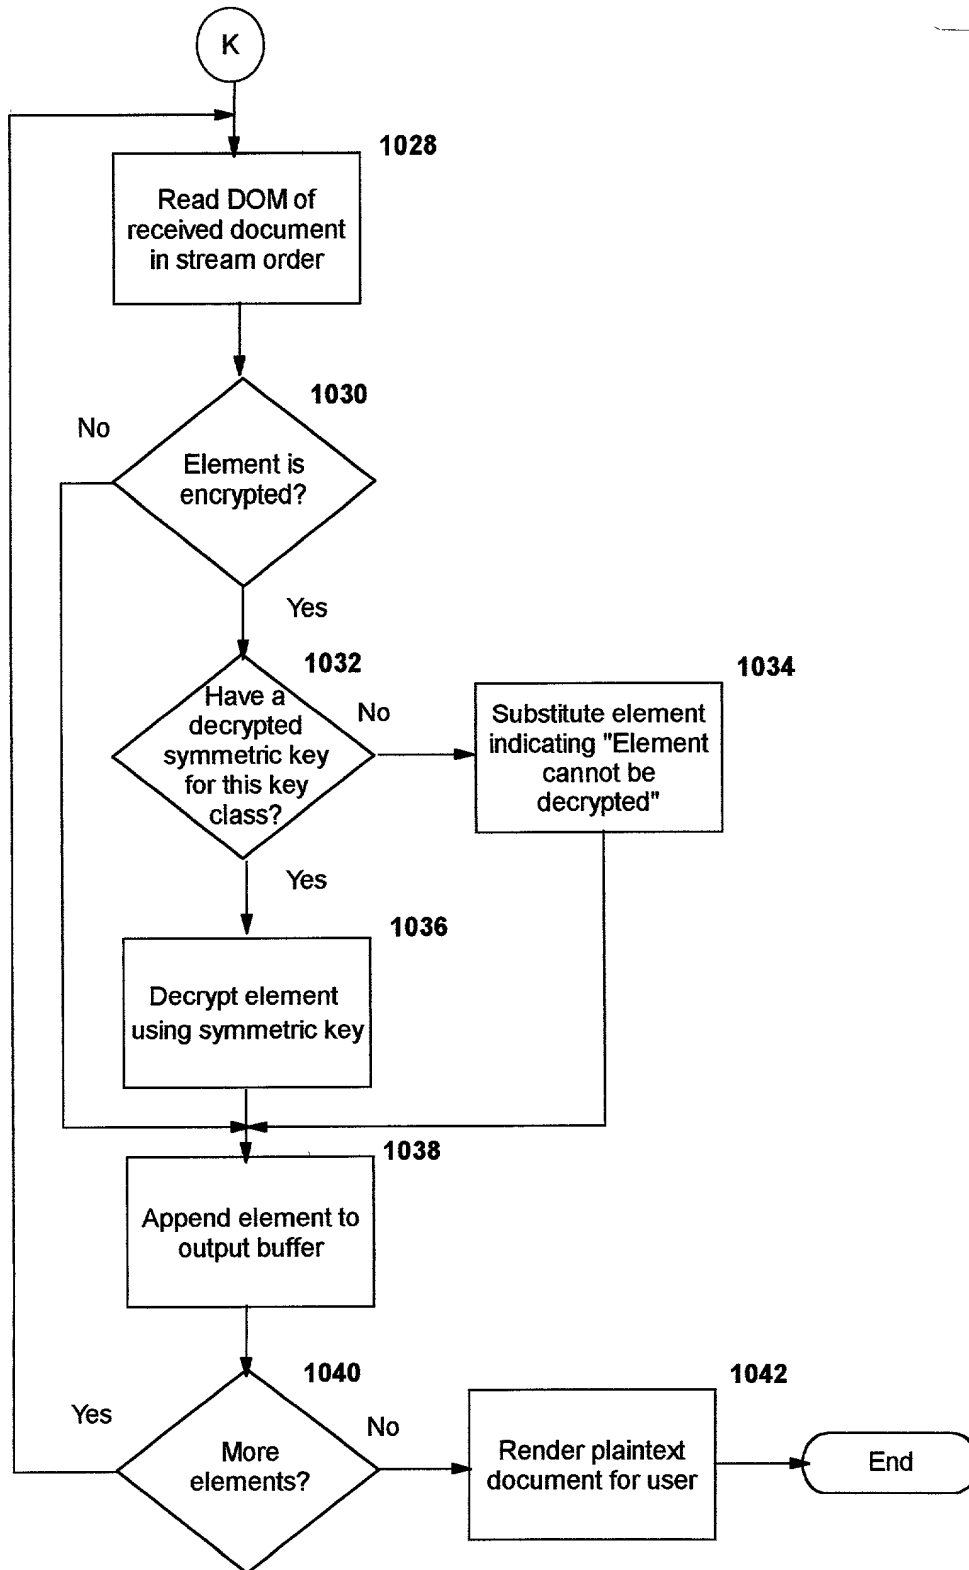 K
1028
Read DOM of
received document
in stream order
1030
No
Element is
encrypted?
Yes
1032
Have a
decrypted
symmetric key
for this key
class?
No
1034
Substitute element
indicating "Element
cannot be
decrypted"
Yes
1036
Decrypt element
using symmetric key
1038
Append element to
output buffer
1040
Yes
More
elements?
No
1042
Render plaintext
document for user
End